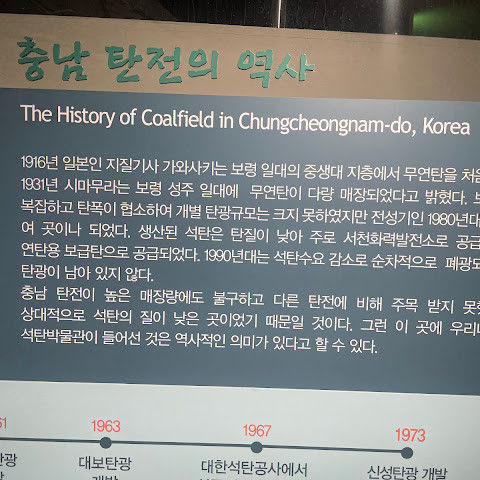 충남 탄전의 역사
The History of Coalfield in Chungcheongnam-do, Korea
1916년 일본인 지질기사 가와사키는 보령 일대의 중생대 지층에서 무연탄을 처음
1931년 시마무라는 보령 성주 일대에 무연탄이 다량 매장되었다고 밝혔다.
복잡하고 탄폭이 협소하여 개별 탄광규모는 크지 못하였지만 전성기인 1980년대
여 곳이나 되었다. 생산된 석탄은 탄질이 낮아 주로 서천화력발전소로 공급
연탄용 보급탄으로 공급되었다. 1990년대는 석탄수요 감소로 순차적으로 폐광되
탄광이 남아 있지 않다.
충남 탄전이 높은 매장량에도 불구하고 다른 탄전에 비해 주목 받지 못
상대적으로 석탄의 질이 낮은 곳이었기 때문일 것이다. 그런 이 곳에 우리나
석탄박물관이 들어선 것은 역사적인 의미가 있다고 할 수 있다.
1963
1967
1973
대보탄광
대한석탄공사에서
신성탄광 개발